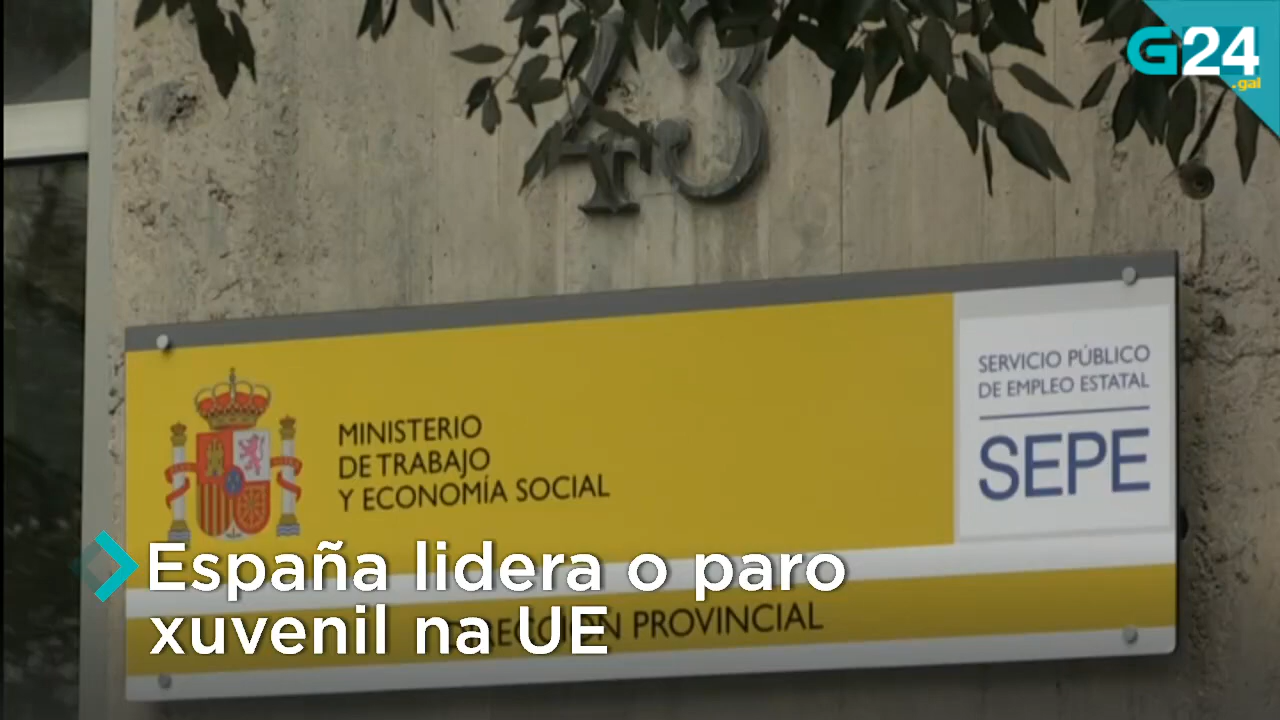 G24
.gal
43
MINISTERIO
DE TRABAJO
Y ECONOMÍA SOCIAL
SERVICIO PÚBLICO
DE EMPLEO ESTATAL
SEPE
España lidera o paro
xuvenil na UE
DIRECCIÓN PROVINCIAL